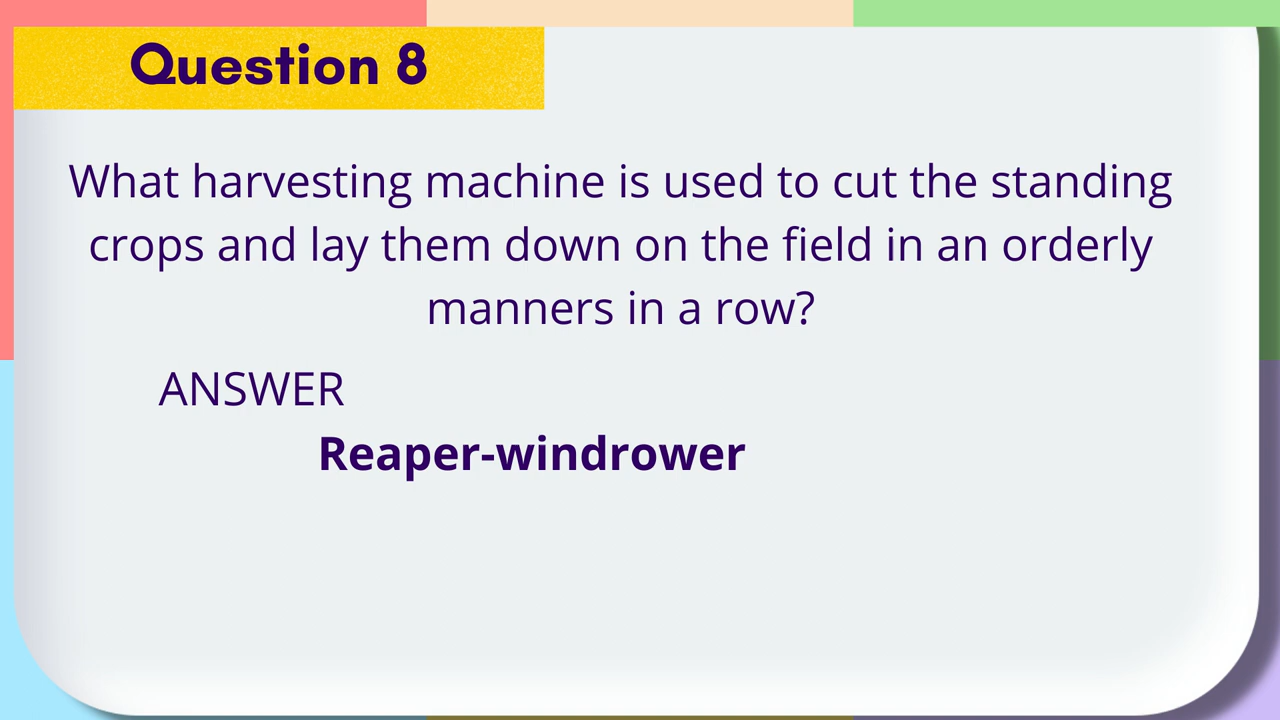 Question 8
What harvesting machine is used to cut the standing
crops and lay them down on the field in an orderly
manners in a row?
ANSWER
Reaper-windrower